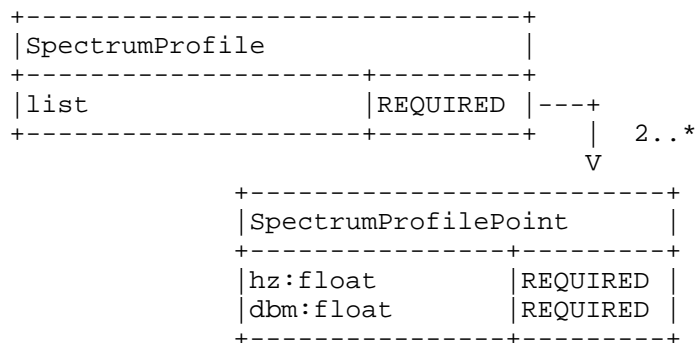 +-------------------------------+
|SpectrumProfile                |
+---------------------+---------+
|list                 |REQUIRED |---+
+---------------------+---------+   |  2..*
                                    V
              +--------------------------+
              |SpectrumProfilePoint      |
              +----------------+---------+
              |hz:float        |REQUIRED |
              |dbm:float       |REQUIRED |
              +----------------+---------+